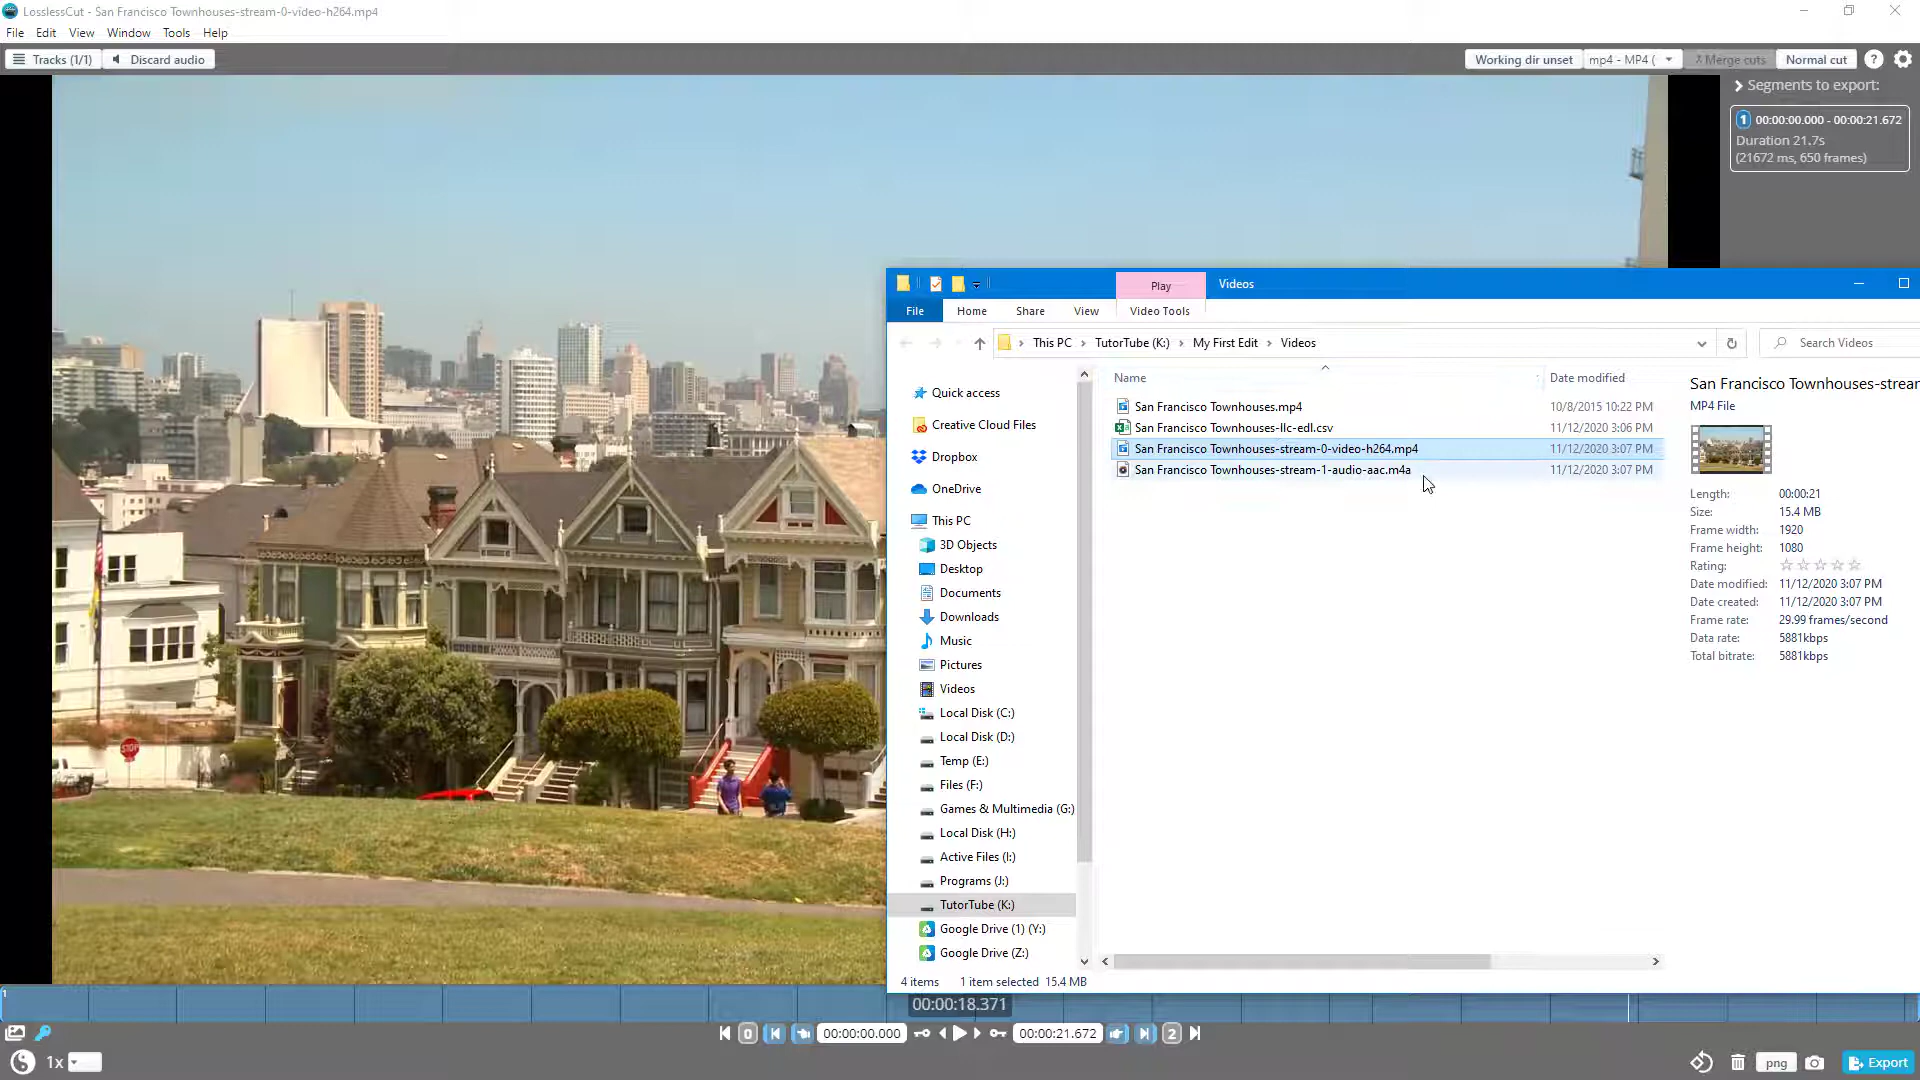 LosslessCut - San Francisco Townhouses-stream-0-video-h264.mp4
File Edit View Window Tools Help
Tracks (1/1) Discard audio Working dir unset mp4 - MP4 ( Merge cuts Normal cut ?
Segments to export:
1 00:00:00.000 - 00:00:21.672
Duration 21.7s
(21672 ms, 650 frames)
Play Videos
File Home Share View Video Tools
This PC TutorTube (K:) My First Edit Videos Search Videos
Name Date modified
San Francisco Townhouses.mp4 10/8/2015 10:22 PM
San Francisco Townhouses-llc-edl.csv 11/12/2020 3:06 PM
San Francisco Townhouses-stream-0-video-h264.mp4 11/12/2020 3:07 PM
San Francisco Townhouses-stream-1-audio-aac.m4a 11/12/2020 3:07 PM
Quick access
Creative Cloud Files
Dropbox
OneDrive
This PC
3D Objects
Desktop
Documents
Downloads
Music
Pictures
Videos
Local Disk (C:)
Local Disk (D:)
Temp (E:)
Files (F:)
Games & Multimedia (G:)
Local Disk (H:)
Active Files (I:)
Programs (J:)
TutorTube (K:)
Google Drive (1) (Y:)
Google Drive (Z:)
San Francisco Townhouses-strear
MP4 File
Length: 00:00:21
Size: 15.4 MB
Frame width: 1920
Frame height: 1080
Rating:
Date modified: 11/12/2020 3:07 PM
Date created: 11/12/2020 3:07 PM
Frame rate: 29.99 frames/second
Data rate: 5881kbps
Total bitrate: 5881kbps
4 items 1 item selected 15.4 MB
STOP
1
00:00:18.371
0 00:00:00.000 00:00:21.672 2
1x png Export